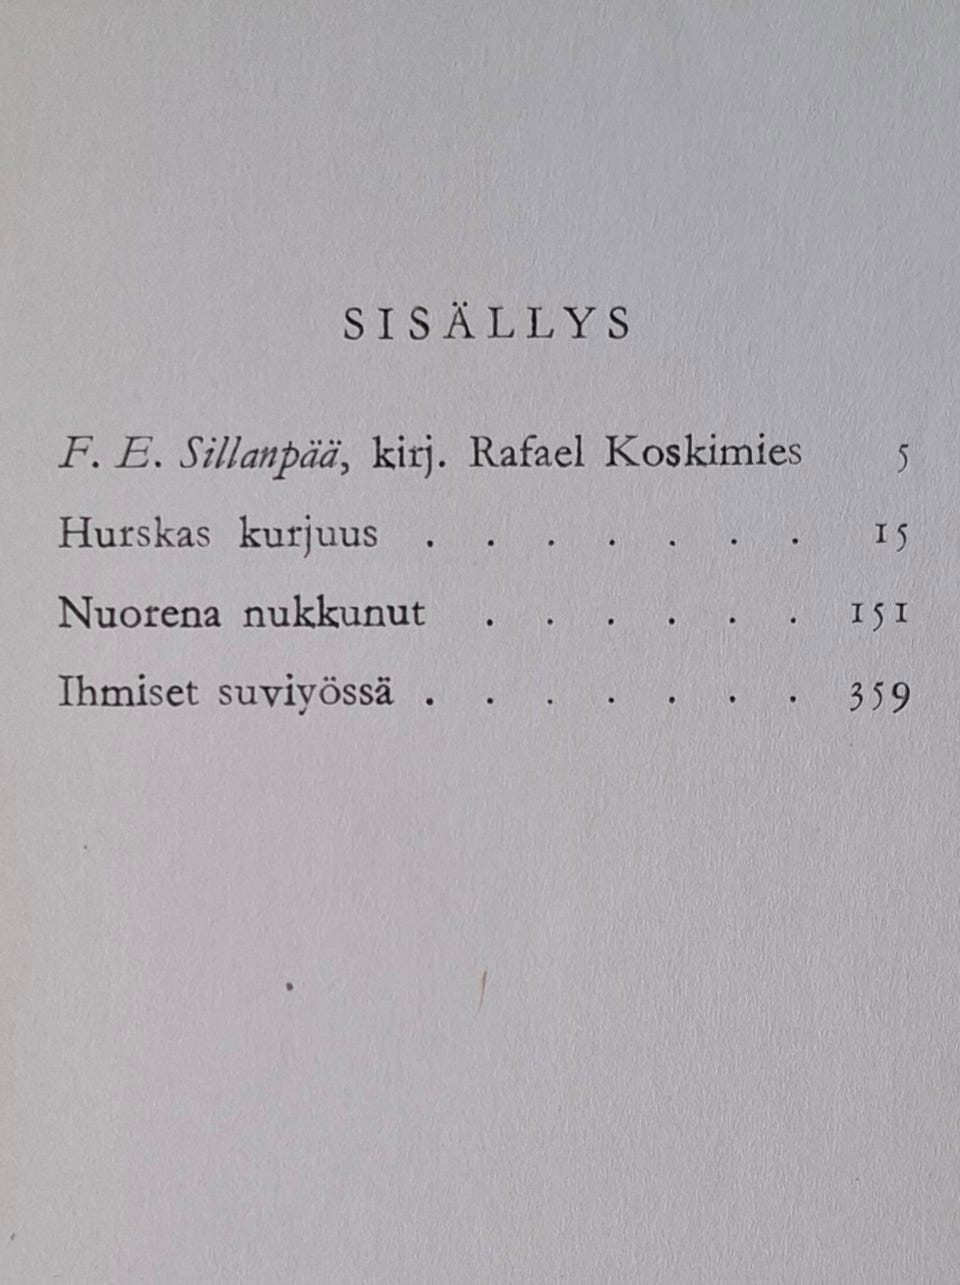 SISÄLLYS
F. E. Sillanpää, kirj. Rafael Koskimies 5
Hurskas kurjuus . . . . . . . 15
Nuorena nukkunut . . . . . . 151
Ihmiset suviyössä . . . . . . . 359